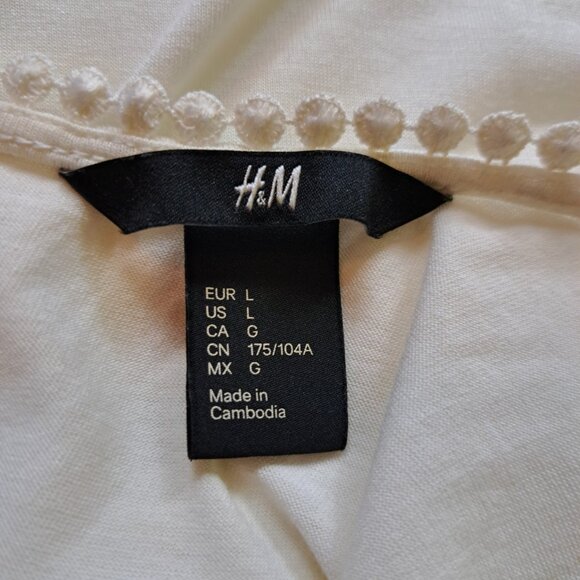 H&M
EUR L
US L
CA G
CN 175/104A
MX G
Made in
Cambodia